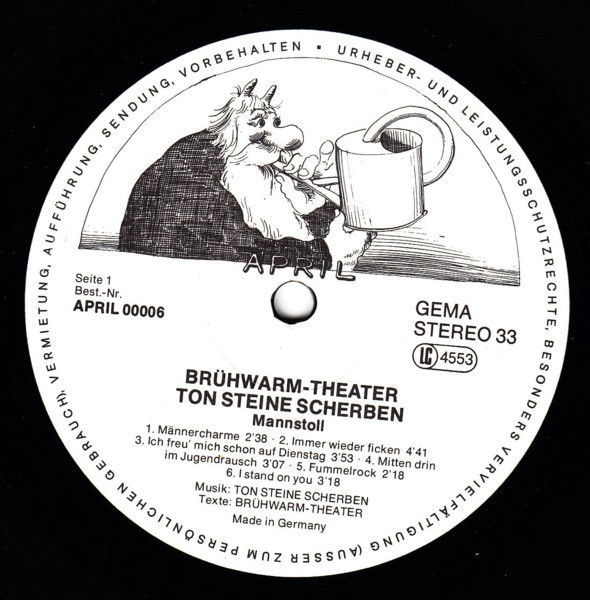 URHEBER- UND LEISTUNGSSCHUTZRECHTE, BESONDERS VERVIELFÄLTIGUNG (AUSSER ZUM PERSÖNLICHEN GEBRAUCH), VERMIETUNG, AUFFÜHRUNG, SENDUNG, VORBEHALTEN ▪
APRIL
Seite 1
Best.-Nr.
APRIL 00006
GEMA
STEREO 33
LC 4553
BRÜHWARM-THEATER
TON STEINE SCHERBEN
Mannstoll
1. Männercharme 2'38 · 2. Immer wieder ficken 4'41
3. Ich freu' mich schon auf Dienstag 3'53 · 4. Mitten drin
im Jugendrausch 3'07 · 5. Fummelrock 2'18
6. I stand on you 3'18
Musik: TON STEINE SCHERBEN
Texte: BRÜHWARM-THEATER
Made in Germany